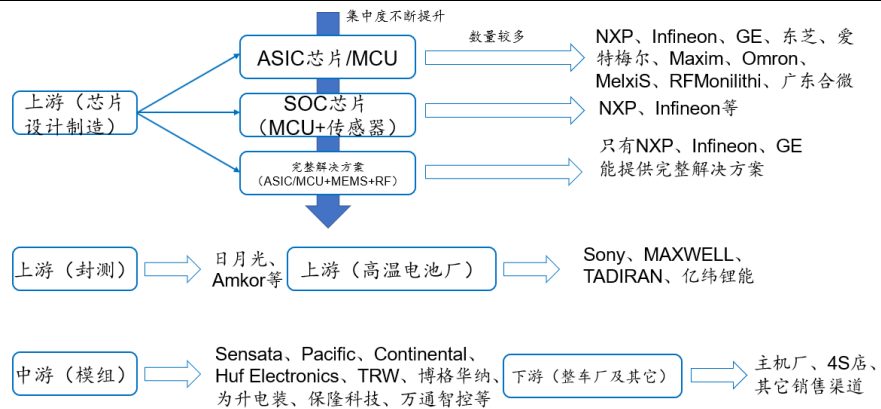 集中度不断提升
数量较多
ASIC芯片/MCU
NXP、Infineon、GE、东芝、爱
特梅尔、Maxim、Omron、
MelxiS、RFMonilithi、广东合微
上游（芯片
设计制造）
SOC芯片
（MCU+传感器）
NXP、Infineon等
完整解决方案
（ASIC/MCU+MEMS+RF）
只有NXP、Infineon、GE
能提供完整解决方案
上游（封测）
日月光、
Amkor等
上游（高温电池厂）
Sony、MAXWELL、
TADIRAN、亿纬锂能
中游（模组）
Sensata、Pacific、Continental、
Huf Electronics、TRW、博格华纳、
为升电装、保隆科技、万通智控等
下游（整车厂及其它）
主机厂、4S店、
其它销售渠道